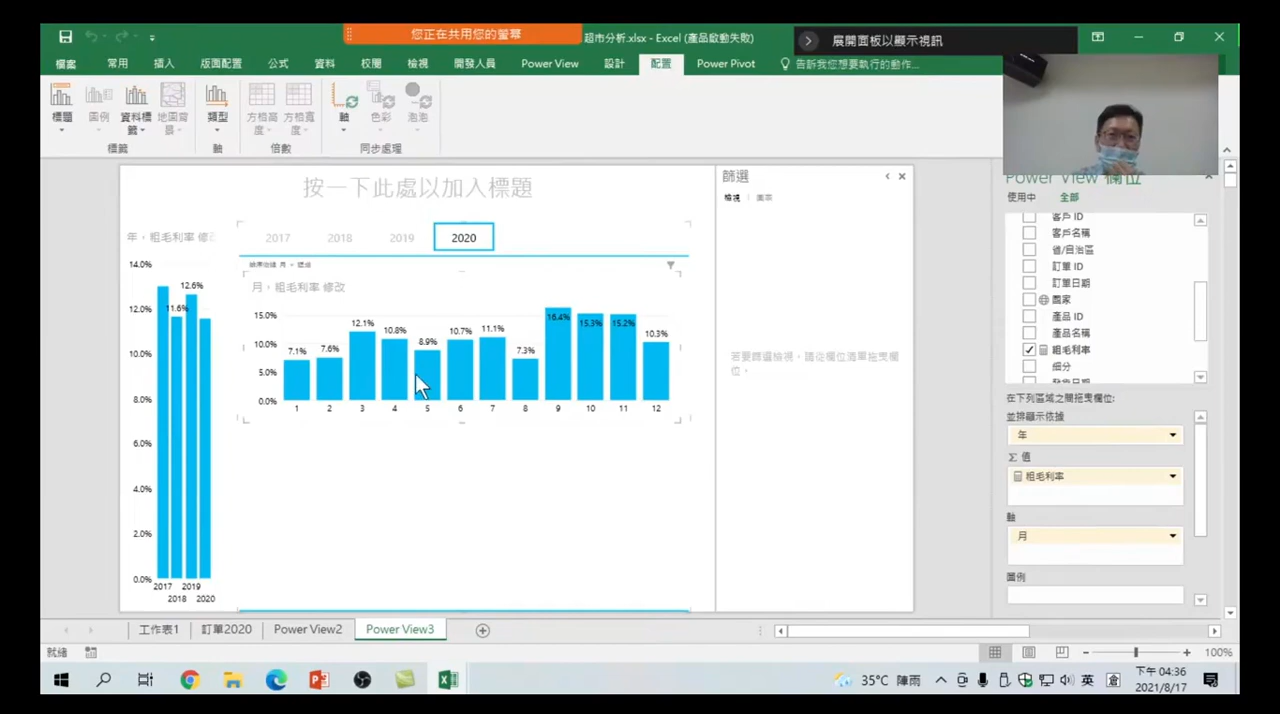 您正在共用您的螢幕
超市分析.xlsx - Excel (產品啟動失敗)
展開面板以顯示視訊
檔案 常用 插入 版面配置 公式 資料 校閱 檢視 開發人員 Power View 設計 配置 Power Pivot 告訴我您想要執行的動作...
標題 圖例 資料標籤 地圖背景 類型 方格高度 方格寬度 軸 色彩 泡泡
標籤 軸 倍數 同步處理
按一下此處以加入標題
年，粗毛利率 修改
2017 2018 2019 2020
月，粗毛利率 修改
14.0%
12.0%
10.0%
8.0%
6.0%
4.0%
2.0%
0.0%
11.6%
12.6%
2017 2019
2018 2020
15.0%
10.0%
5.0%
0.0%
7.1% 7.6% 12.1% 10.8% 8.9% 10.7% 11.1% 7.3% 16.4% 15.3% 15.2% 10.3%
1 2 3 4 5 6 7 8 9 10 11 12
篩選
檢視 圖表
若要篩選檢視，請從欄位清單拖曳欄位。
Power View 欄位
使用中 全部
客戶 ID
客戶名稱
省/自治區
訂單 ID
訂單日期
國家
產品 ID
產品名稱
粗毛利率
細分
發貨日期
在下列區域之間拖曳欄位:
並排顯示依據
年
Σ 值
粗毛利率
軸
月
圖例
工作表1 訂單2020 Power View2 Power View3
就緒
100%
35°C 陣雨
英
下午 04:36
2021/8/17